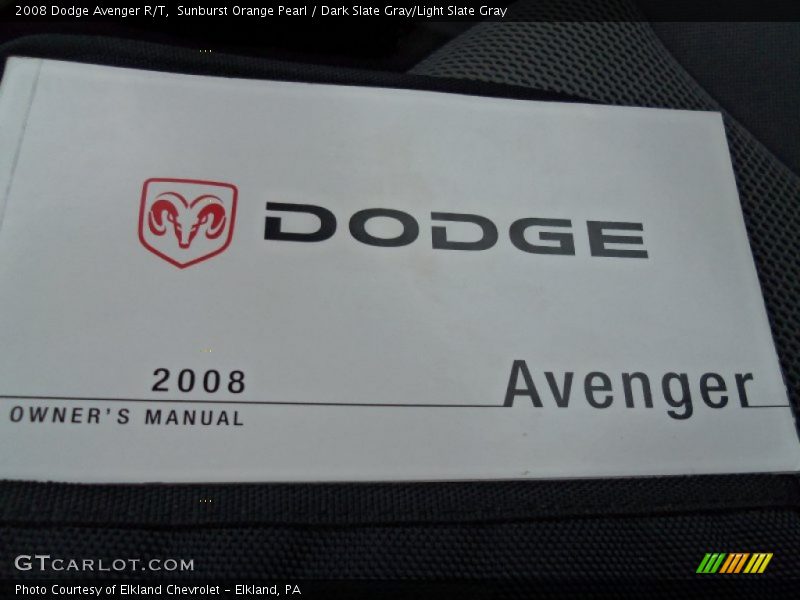 2008 Dodge Avenger R/T,  Sunburst Orange Pearl / Dark Slate Gray/Light Slate Gray
DODGE
2008
Avenger
OWNER'S MANUAL
GTCARLOT.COM
Photo Courtesy of Elkland Chevrolet - Elkland, PA